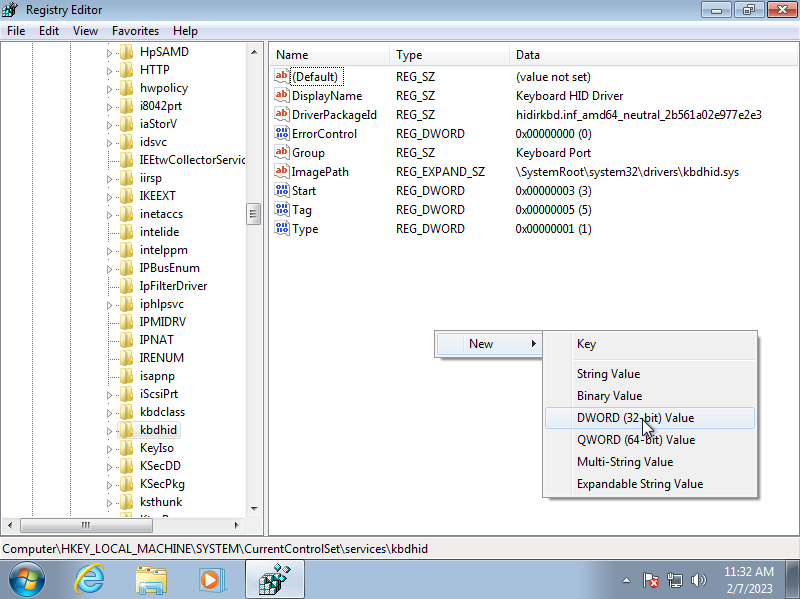 Registry Editor
File Edit View Favorites Help
HpSAMD
HTTP
hwpolicy
i8042prt
iaStorV
idsvc
IEEtwCollectorServic
iirsp
IKEEXT
inetaccs
intelide
intelppm
IPBusEnum
IpFilterDriver
iphlpsvc
IPMIDRV
IPNAT
IRENUM
isapnp
iScsiPrt
kbdclass
kbdhid
KeyIso
KSecDD
KSecPkg
ksthunk
Name Type Data
(Default) REG_SZ (value not set)
DisplayName REG_SZ Keyboard HID Driver
DriverPackageId REG_SZ hidirkbd.inf_amd64_neutral_2b561a02e977e2e3
ErrorControl REG_DWORD 0x00000000 (0)
Group REG_SZ Keyboard Port
ImagePath REG_EXPAND_SZ \SystemRoot\system32\drivers\kbdhid.sys
Start REG_DWORD 0x00000003 (3)
Tag REG_DWORD 0x00000005 (5)
Type REG_DWORD 0x00000001 (1)
New
Key
String Value
Binary Value
DWORD (32-bit) Value
QWORD (64-bit) Value
Multi-String Value
Expandable String Value
Computer\HKEY_LOCAL_MACHINE\SYSTEM\CurrentControlSet\services\kbdhid
11:32 AM
2/7/2023